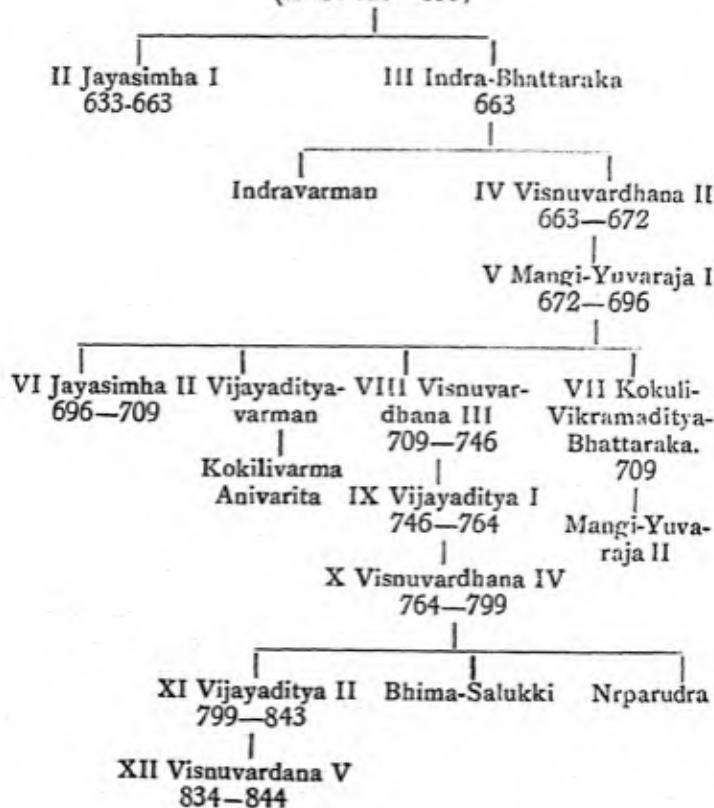 II Jayasimha I III Indra-Bhattaraka
633-663 663
Indravarman IV Visnuvardhana II
663—672
V Mangi-Yuvaraja I
672—696
VI Jayasimha II Vijayaditya- VIII Visnuvar- VII Kokuli-
696—709 varman dhana III Vikramaditya-
709—746 Bhattaraka.
Kokilivarma 709
Anivarita IX Vijayaditya I Mangi-Yuva-
746—764 raja II
X Visnuvardhana IV
764—799
XI Vijayaditya II Bhima-Salukki Nrparudra
799—843
XII Visnuvardana V
834—844